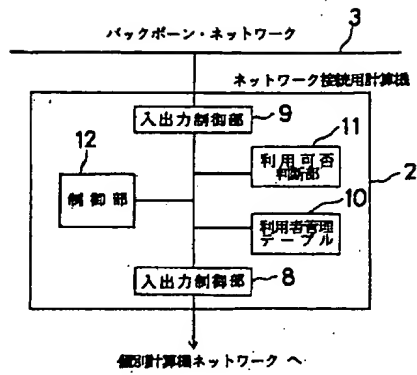 バックボーン・ネットワーク
3
ネットワーク接続用計算機
入出力制御部
9
12
11
制御部
利用可否
判断部
2
10
利用者管理
テーブル
入出力制御部
8
個別計算機ネットワークへ